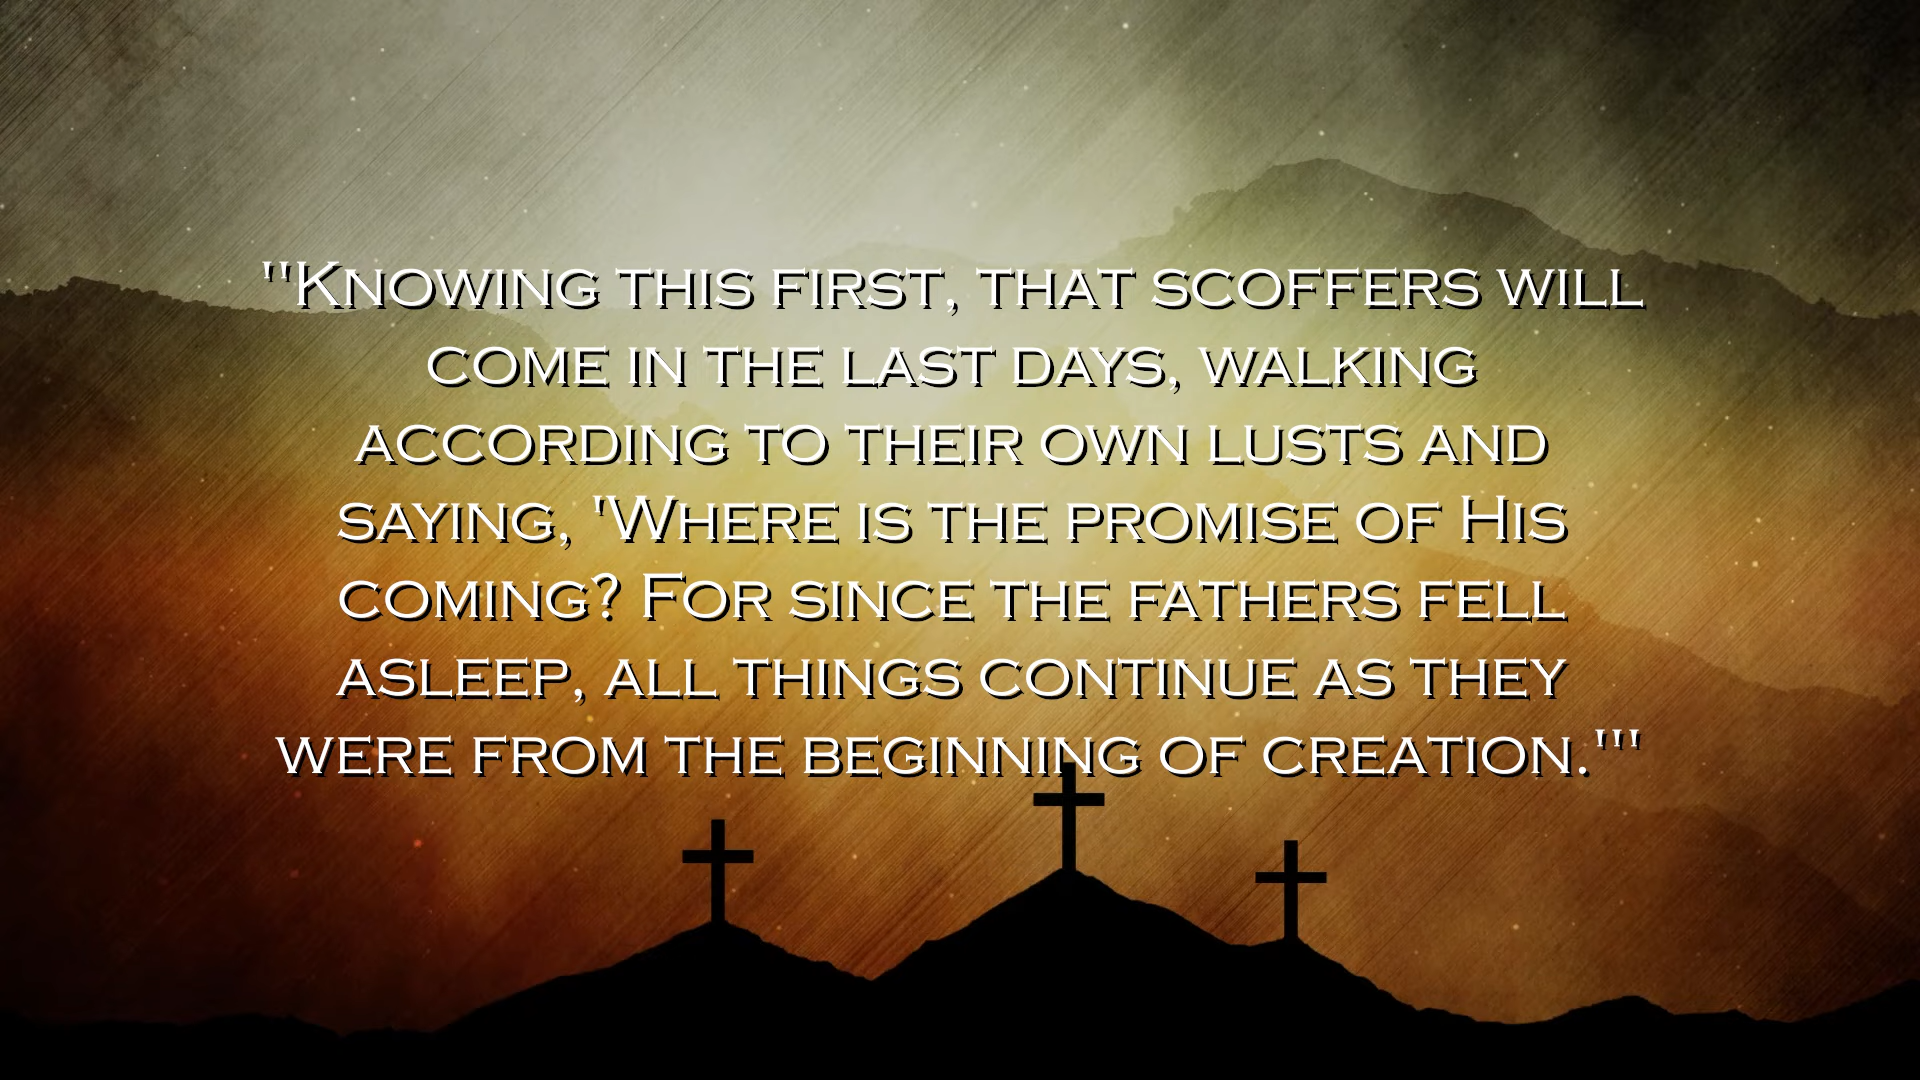 "Knowing this first, that scoffers will
come in the last days, walking
according to their own lusts and
saying, 'Where is the promise of His
coming? For since the fathers fell
asleep, all things continue as they
were from the beginning of creation.'"